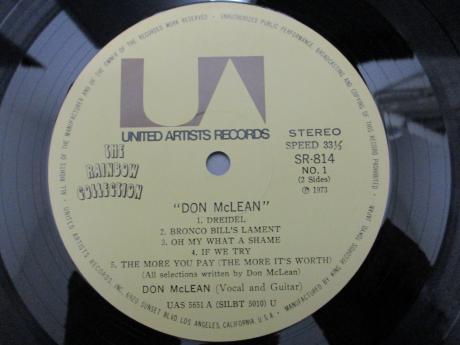 ALL RIGHTS OF THE MANUFACTURER AND OF THE OWNER OF THE RECORDED WORK RESERVED - UNAUTHORIZED PUBLIC PERFORMANCE, BROADCASTING AND COPYING OF THIS RECORD PROHIBITED
UA
UNITED ARTISTS RECORDS
THE
RAINBOW
COLLECTION
STEREO
SPEED 33⅓
SR-814
NO. 1
(2 Sides)
Ⓟ 1973
"DON McLEAN"
1. DREIDEL
2. BRONCO BILL'S LAMENT
3. OH MY WHAT A SHAME
4. IF WE TRY
5. THE MORE YOU PAY (THE MORE IT'S WORTH)
(All selections written by Don McLean)
DON McLEAN (Vocal and Guitar)
UAS 5651 A (SILBT 5010) U
UNITED ARTISTS RECORDS, INC. 6920 SUNSET BLVD. LOS ANGELES, CALIFORNIA, U.S.A. • MANUFACTURED BY KING RECORDS, TOKYO, JAPAN